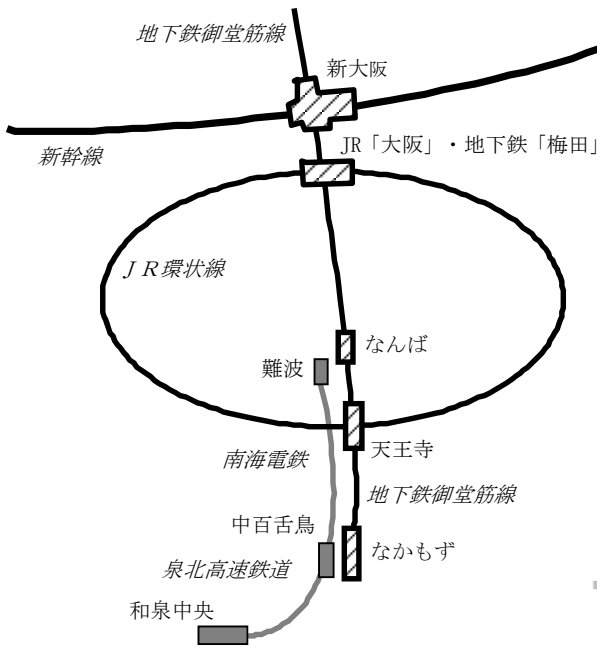 地下鉄御堂筋線
新大阪
JR「大阪」・地下鉄「梅田」
新幹線
ＪＲ環状線
なんば
難波
天王寺
南海電鉄
地下鉄御堂筋線
中百舌鳥
なかもず
泉北高速鉄道
和泉中央